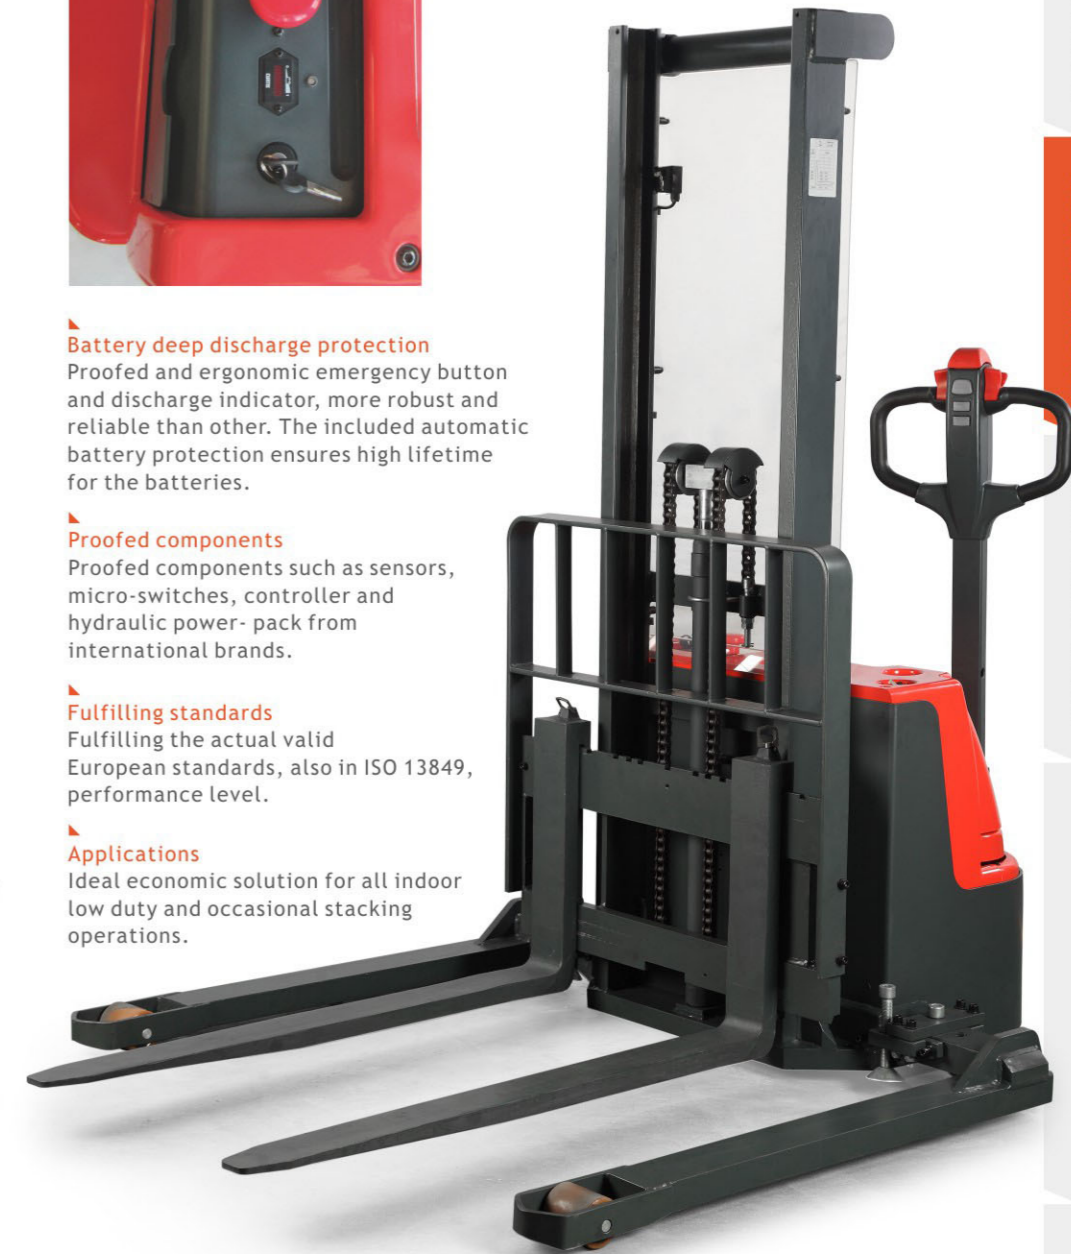 Battery deep discharge protection
Proofed and ergonomic emergency button
and discharge indicator, more robust and
reliable than other. The included automatic
battery protection ensures high lifetime
for the batteries.
Proofed components
Proofed components such as sensors,
micro-switches, controller and
hydraulic power- pack from
international brands.
Fulfilling standards
Fulfilling the actual valid
European standards, also in ISO 13849,
performance level.
Applications
Ideal economic solution for all indoor
low duty and occasional stacking
operations.